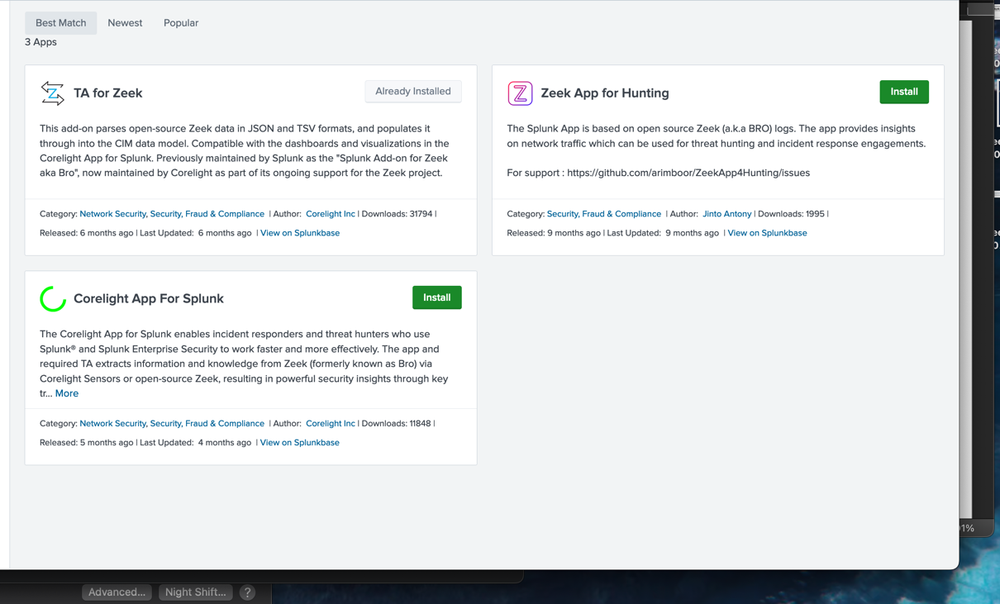 Best Match Newest Popular
3 Apps
TA for Zeek
Already Installed
This add-on parses open-source Zeek data in JSON and TSV formats, and populates it
through into the CIM data model. Compatible with the dashboards and visualizations in the
Corelight App for Splunk. Previously maintained by Splunk as the "Splunk Add-on for Zeek
aka Bro", now maintained by Corelight as part of its ongoing support for the Zeek project.
Category: Network Security, Security, Fraud & Compliance | Author: Corelight Inc | Downloads: 31794 |
Released: 6 months ago | Last Updated: 6 months ago | View on Splunkbase
Zeek App for Hunting
Install
The Splunk App is based on open source Zeek (a.k.a BRO) logs. The app provides insights
on network traffic which can be used for threat hunting and incident response engagements.
For support : https://github.com/arimboor/ZeekApp4Hunting/issues
Category: Security, Fraud & Compliance | Author: Jinto Antony | Downloads: 1995 |
Released: 9 months ago | Last Updated: 9 months ago | View on Splunkbase
Corelight App For Splunk
Install
The Corelight App for Splunk enables incident responders and threat hunters who use
Splunk® and Splunk Enterprise Security to work faster and more effectively. The app and
required TA extracts information and knowledge from Zeek (formerly known as Bro) via
Corelight Sensors or open-source Zeek, resulting in powerful security insights through key
tr... More
Category: Network Security, Security, Fraud & Compliance | Author: Corelight Inc | Downloads: 11848 |
Released: 5 months ago | Last Updated: 4 months ago | View on Splunkbase
1%
Advanced... Night Shift... ?